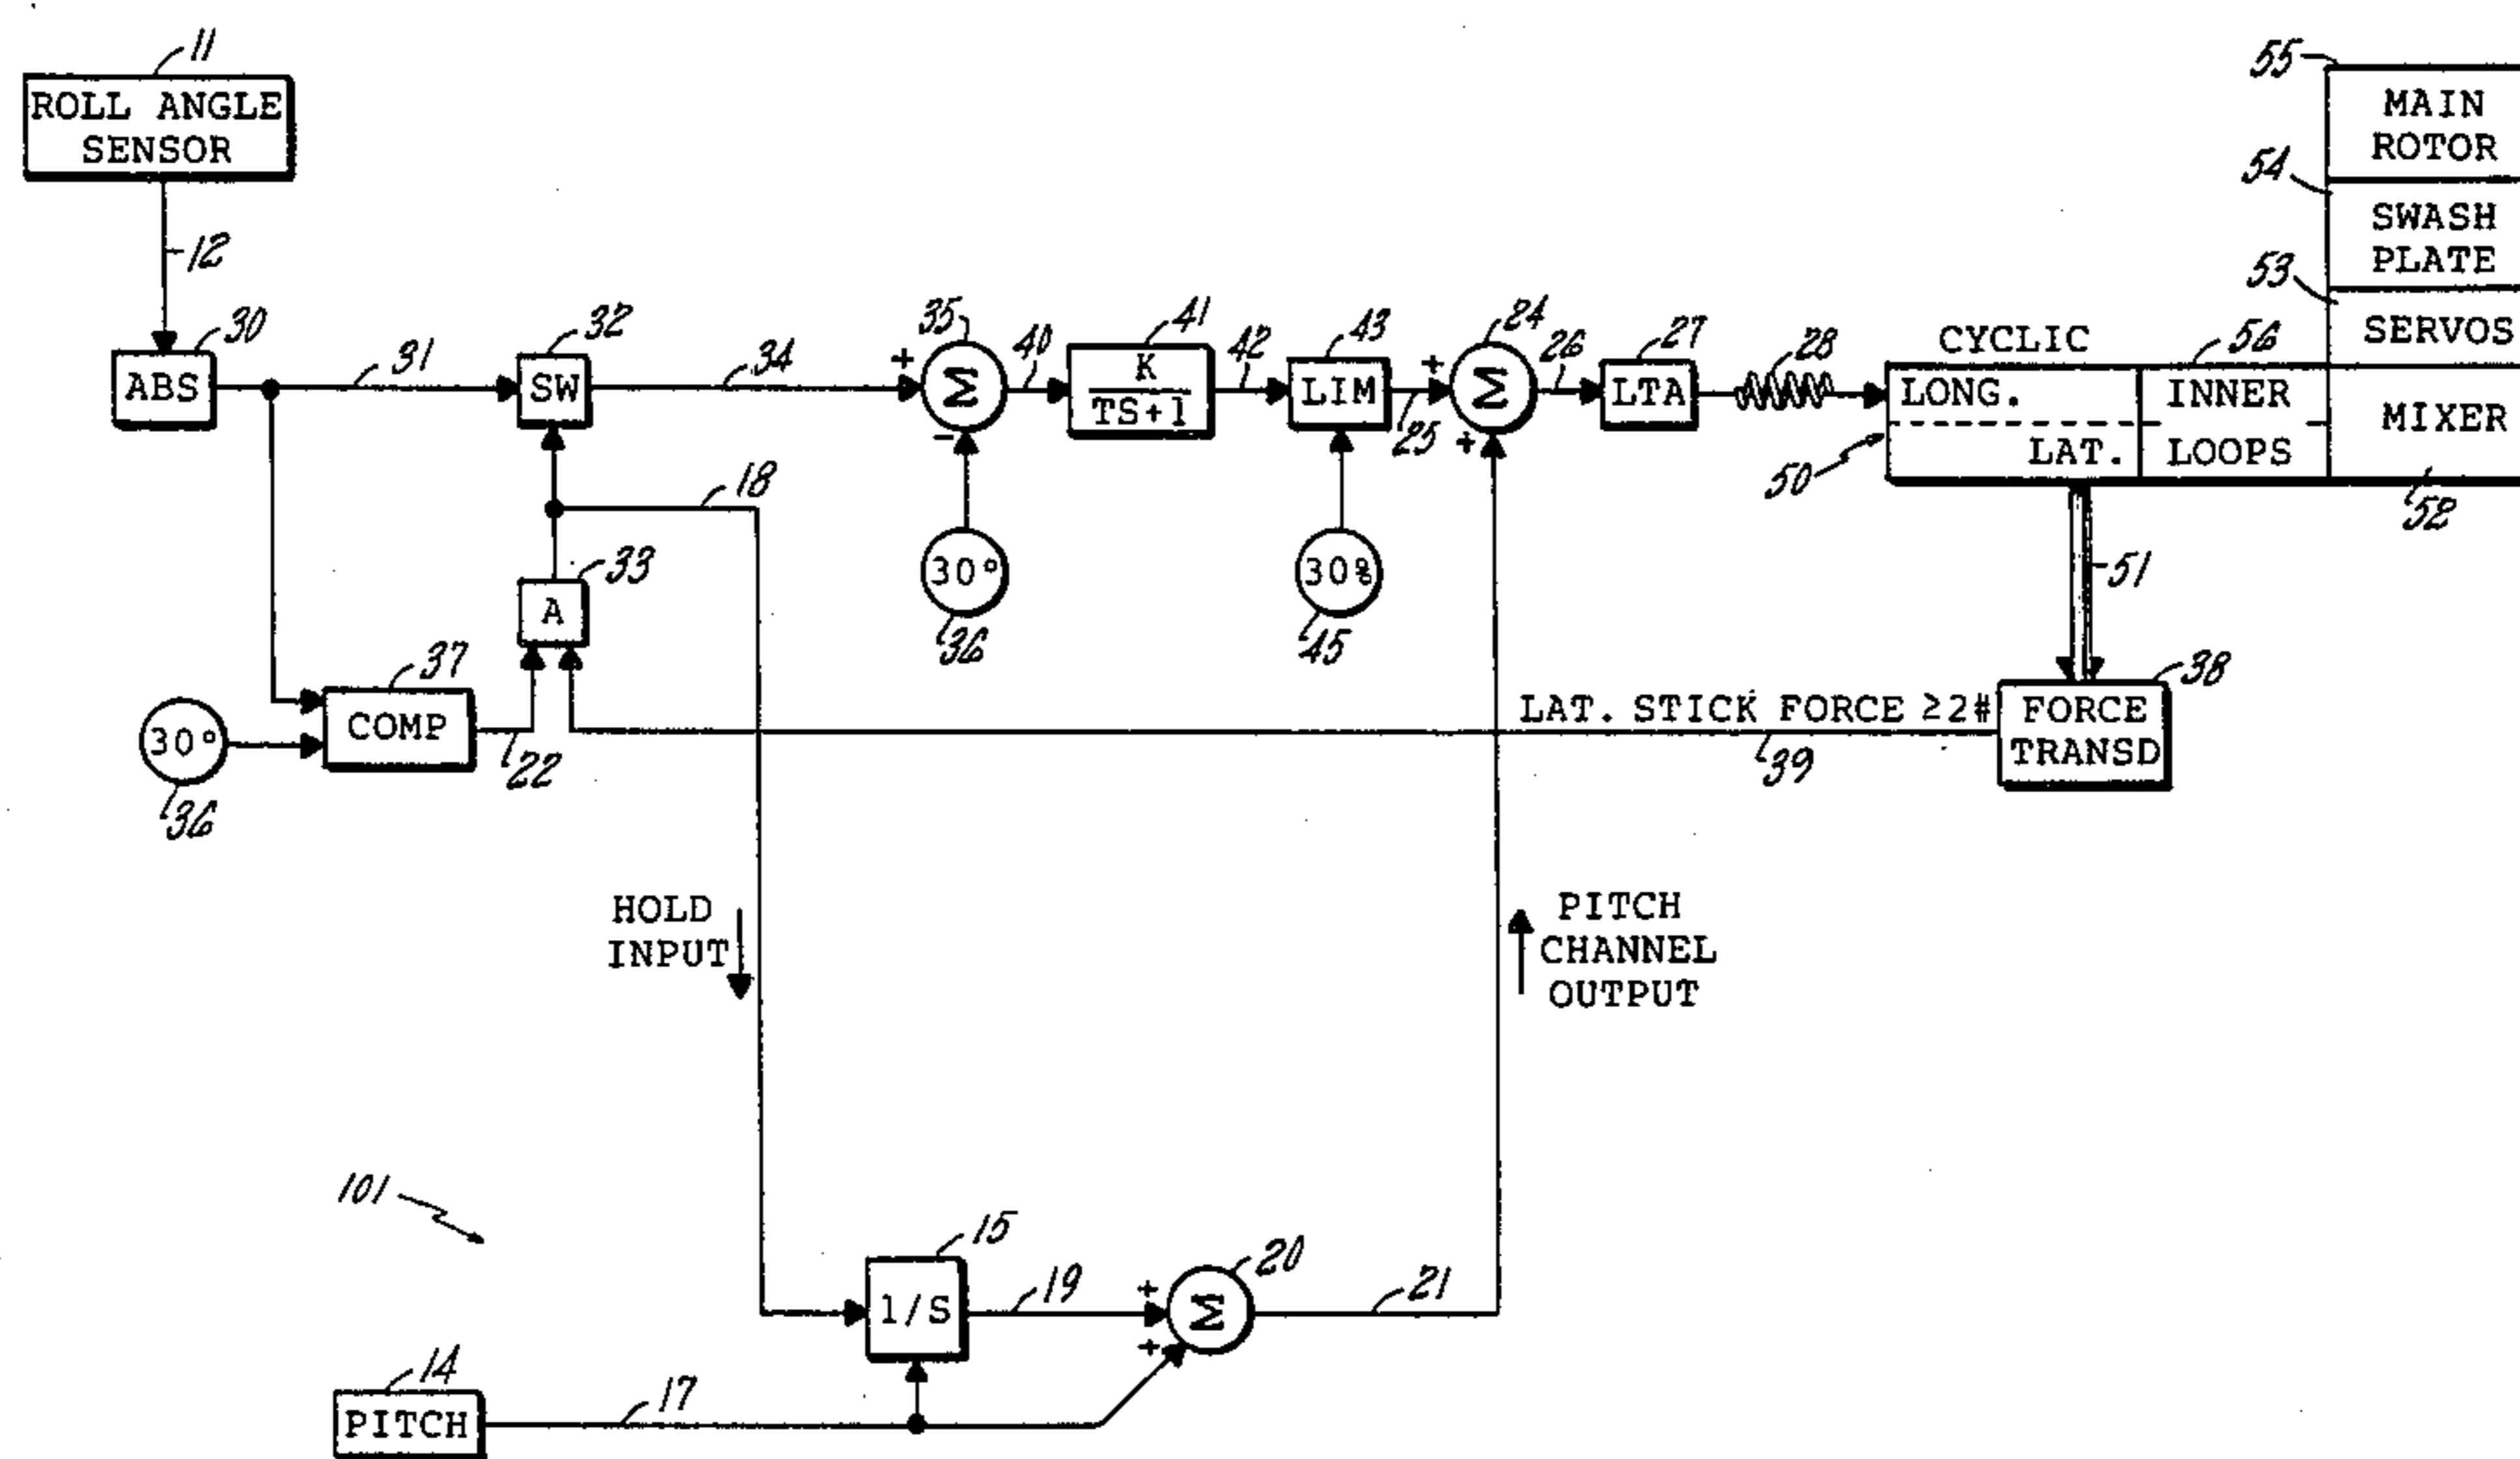 11
ROLL ANGLE
SENSOR
12
30
ABS
31
32
SW
34
35
+
Σ
-
40
41
K
TS+1
42
43
LIM
25
24
+
Σ
+
26
27
LTA
28
CYCLIC
LONG.
LAT.
50
56
INNER
LOOPS
55
MAIN
ROTOR
54
SWASH
PLATE
53
SERVOS
MIXER
52
18
33
A
30°
36
30%
45
51
37
COMP
30°
36
22
LAT. STICK FORCE ≥2#
39
38
FORCE
TRANSD
HOLD
INPUT
PITCH
CHANNEL
OUTPUT
101
15
1/S
19
+
Σ
+
20
21
14
PITCH
17